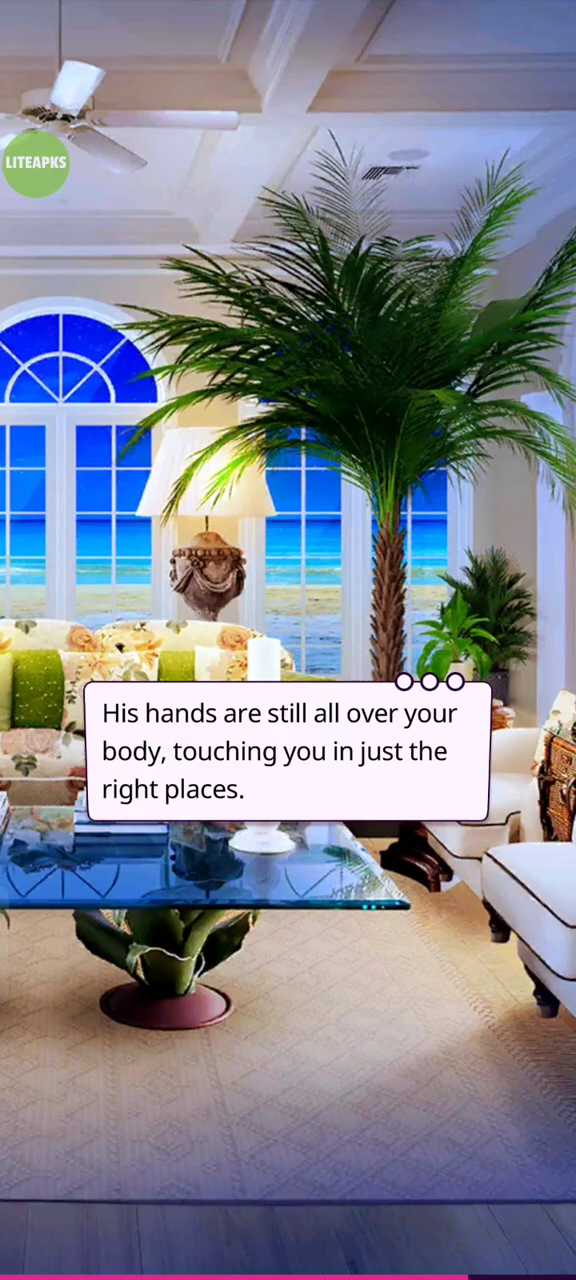 LITEAPKS
His hands are still all over your
body, touching you in just the
right places.